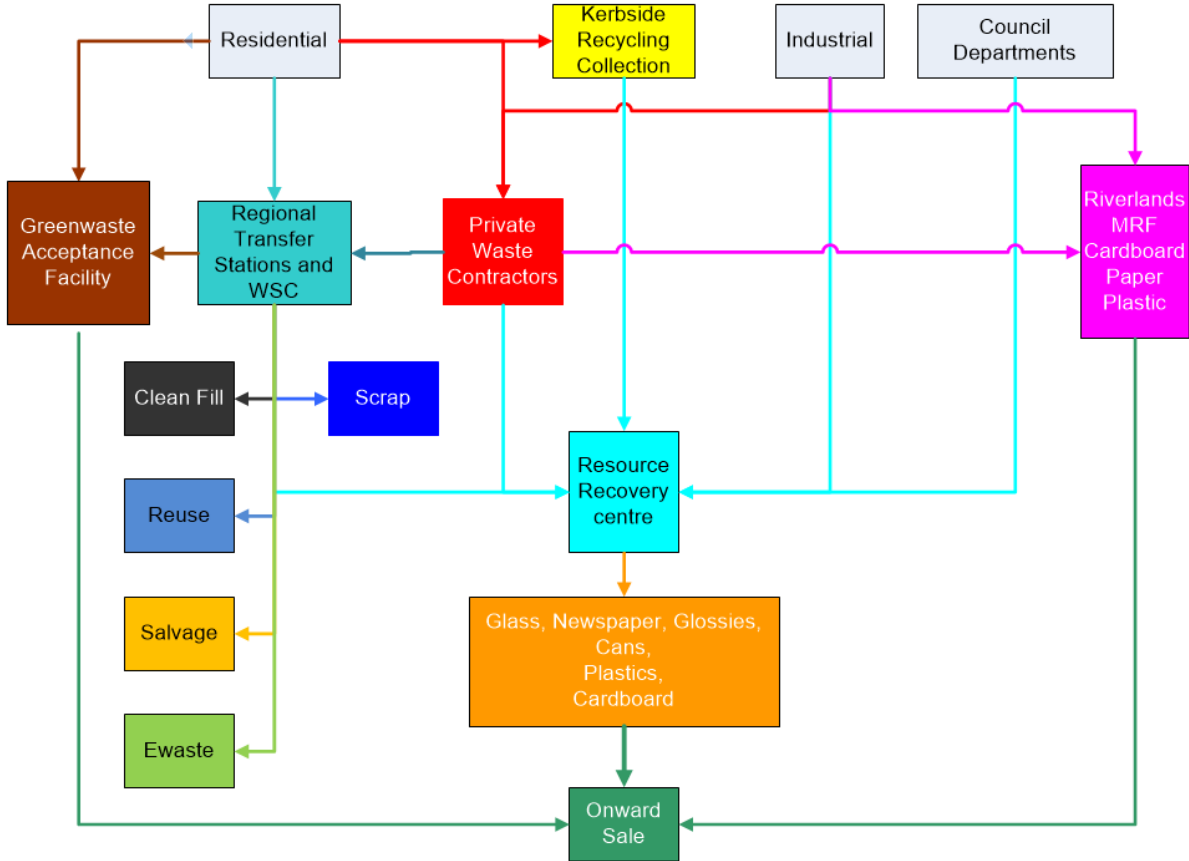 Residential
Kerbside
Recycling
Collection
Industrial
Council
Departments
Greenwaste
Acceptance
Facility
Regional
Transfer
Stations and
WSC
Private
Waste
Contractors
Riverlands
MRF
Cardboard
Paper
Plastic
Clean Fill
Scrap
Resource
Recovery
centre
Reuse
Glass, Newspaper, Glossies,
Cans,
Plastics,
Cardboard
Salvage
Ewaste
Onward
Sale